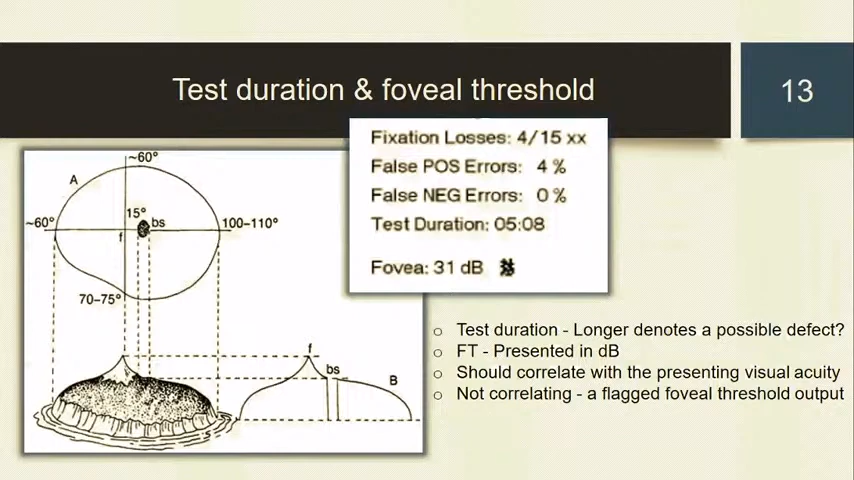 Test duration & foveal threshold
13
Fixation Losses: 4/15 xx
False POS Errors: 4 %
False NEG Errors: 0 %
Test Duration: 05:08
Fovea: 31 dB
~60°
A
15°
bs
~60°
100–110°
f
70–75°
f
bs
B
Test duration - Longer denotes a possible defect?
FT - Presented in dB
Should correlate with the presenting visual acuity
Not correlating - a flagged foveal threshold output